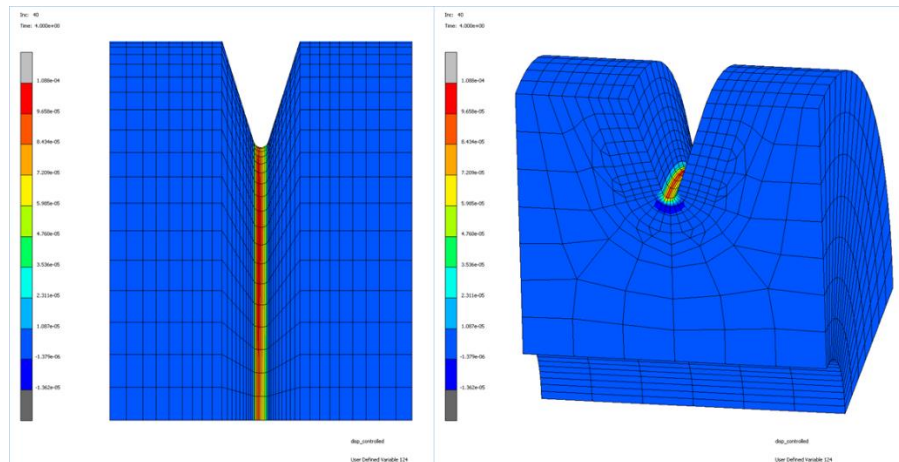 Inc: 40
Time: 4.000e+00
1.088e-04
9.658e-05
8.434e-05
7.209e-05
5.985e-05
4.760e-05
3.536e-05
2.311e-05
1.087e-05
-1.379e-06
-1.362e-05
disp_controlled
User Defined Variable 124
Inc: 40
Time: 4.000e+00
1.088e-04
9.658e-05
8.434e-05
7.209e-05
5.985e-05
4.760e-05
3.536e-05
2.311e-05
1.087e-05
-1.379e-06
-1.362e-05
disp_controlled
User Defined Variable 124